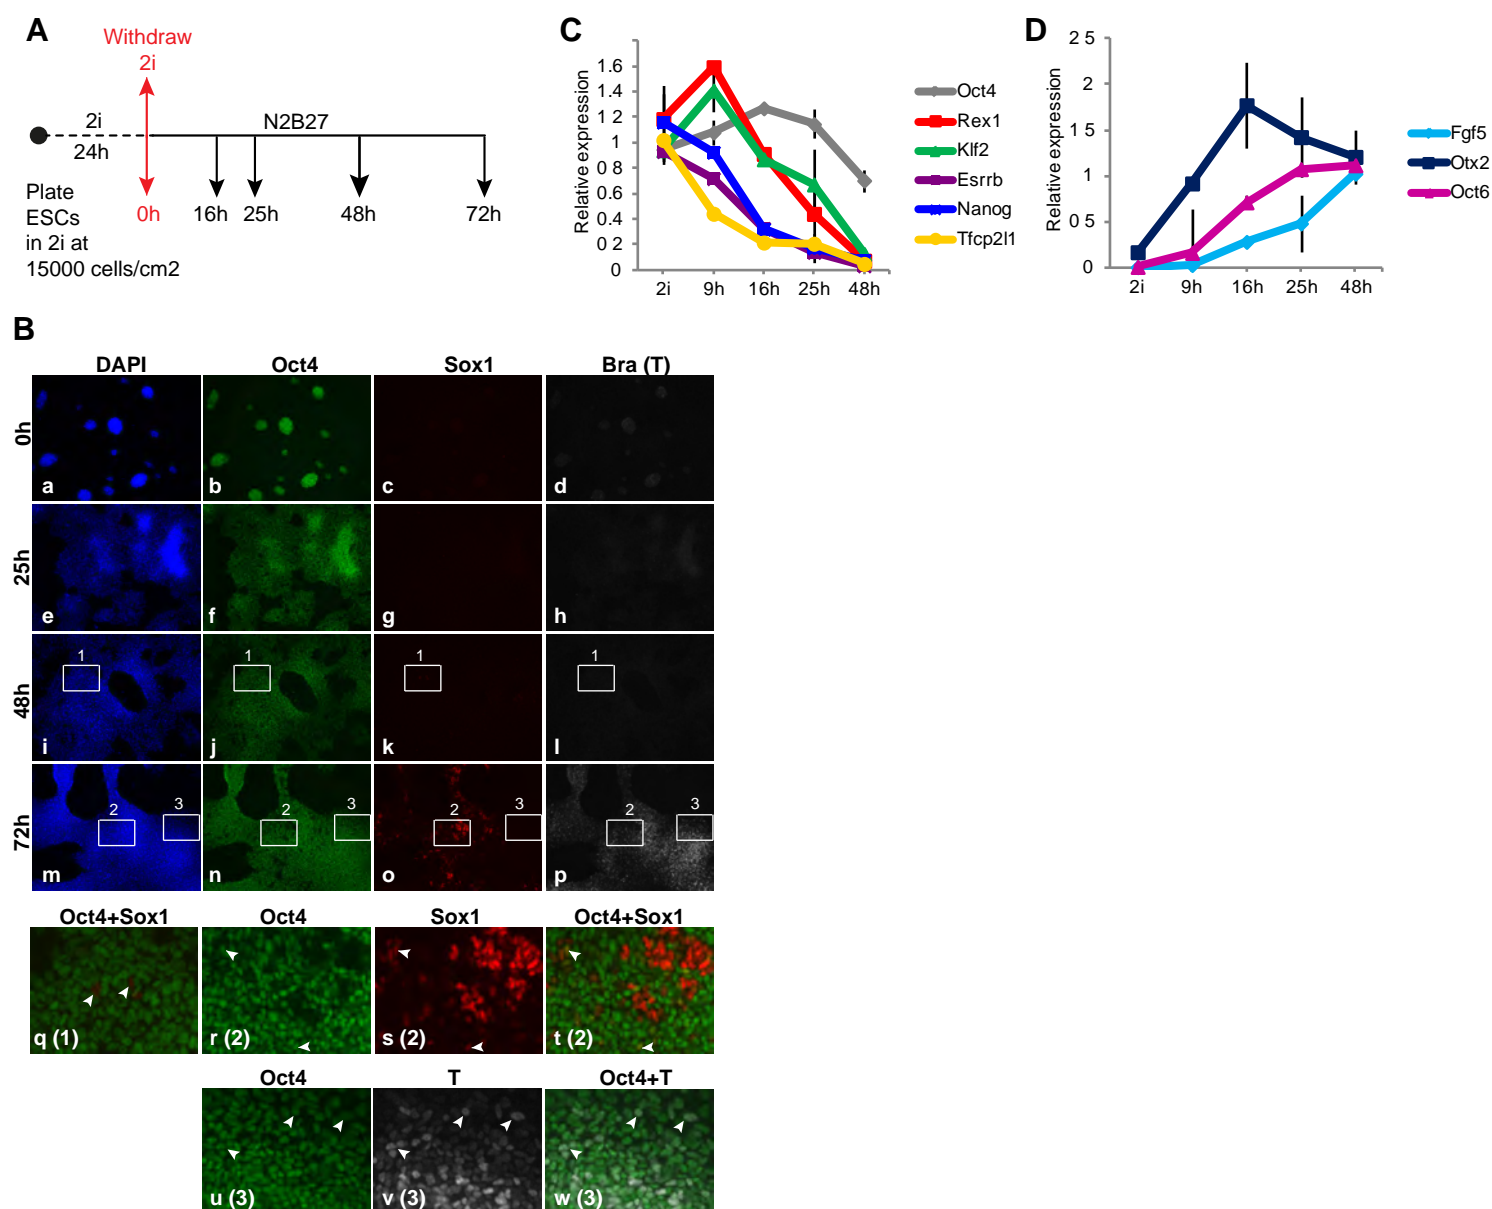 A
Withdraw
2i
2i
24h
N2B27
Plate
ESCs
in 2i at
15000 cells/cm2
0h
16h
25h
48h
72h
C
Relative expression
1.6
1.4
1.2
1
0.8
0.6
0.4
0 2
0
2i
9h
16h
25h
48h
Oct4
Rex1
Klf2
Esrrb
Nanog
Tfcp2l1
D
Relative expression
2 5
2
1 5
1
0 5
0
2i
9h
16h
25h
48h
Fgf5
Otx2
Oct6
B
DAPI
Oct4
Sox1
Bra (T)
0h
a
b
c
d
25h
e
f
g
h
48h
1
1
1
1
i
j
k
l
72h
2
3
2
3
2
3
2
3
m
n
o
p
Oct4+Sox1
Oct4
Sox1
Oct4+Sox1
q (1)
r (2)
s (2)
t (2)
Oct4
T
Oct4+T
u (3)
v (3)
w (3)